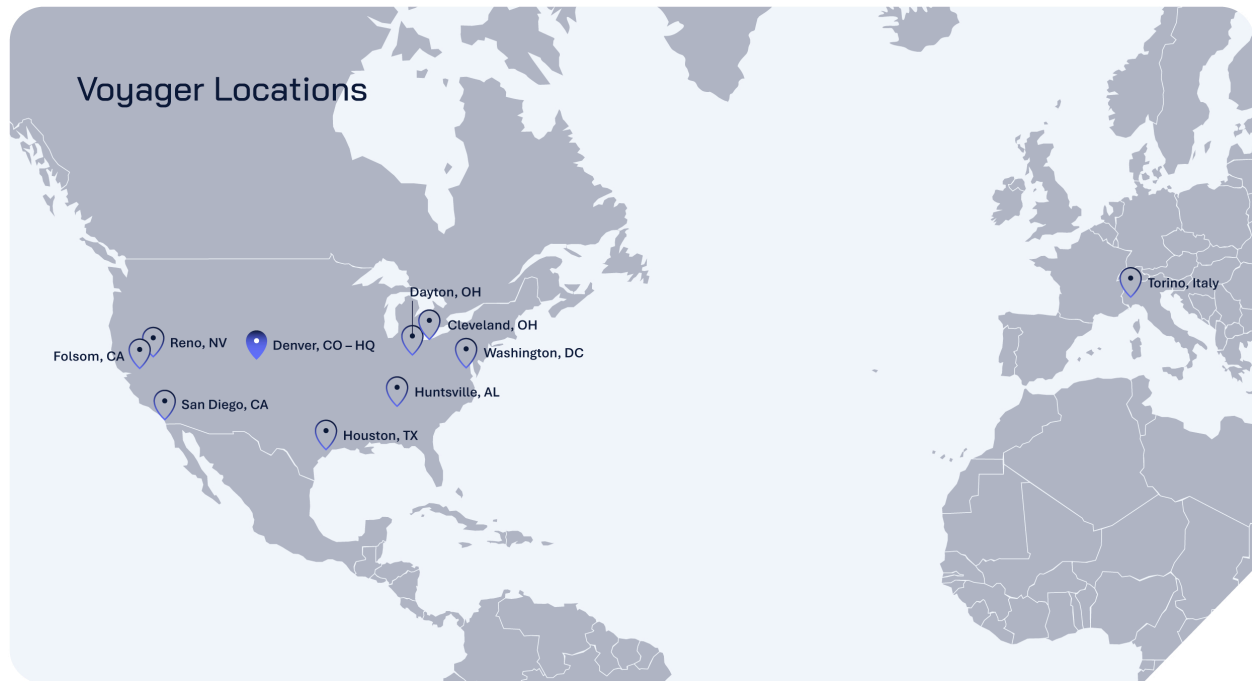 Voyager Locations
Dayton, OH
Torino, Italy
Cleveland, OH
Reno, NV
Denver, CO – HQ
Washington, DC
Folsom, CA
Huntsville, AL
San Diego, CA
Houston, TX